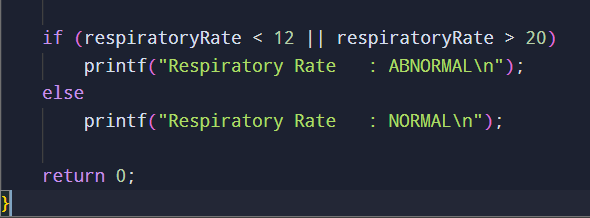 if (respiratoryRate < 12 || respiratoryRate > 20)
    printf("Respiratory Rate   : ABNORMAL\n");
else
    printf("Respiratory Rate   : NORMAL\n");
return 0;
}